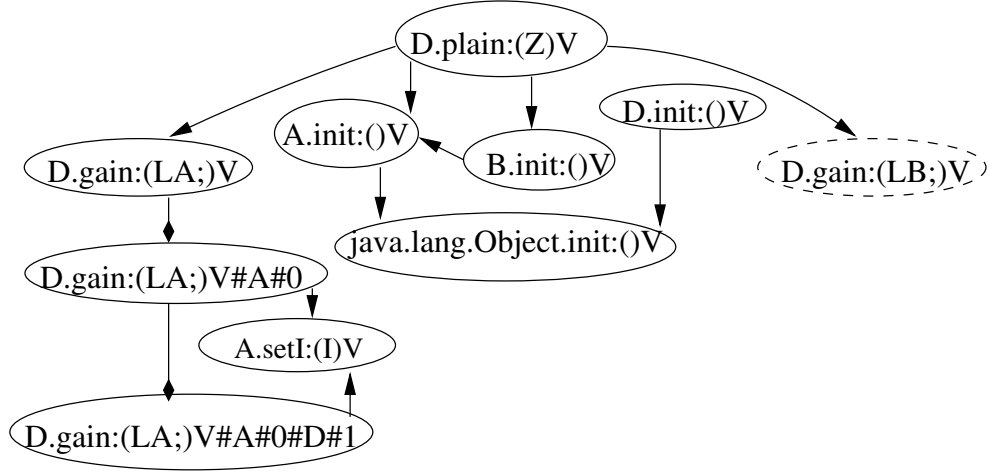 D.plain:(Z)V
D.init:()V
A.init:()V
B.init:()V
D.gain:(LA;)V
D.gain:(LB;)V
java.lang.Object.init:()V
D.gain:(LA;)V#A#0
A.setI:(I)V
D.gain:(LA;)V#A#0#D#1